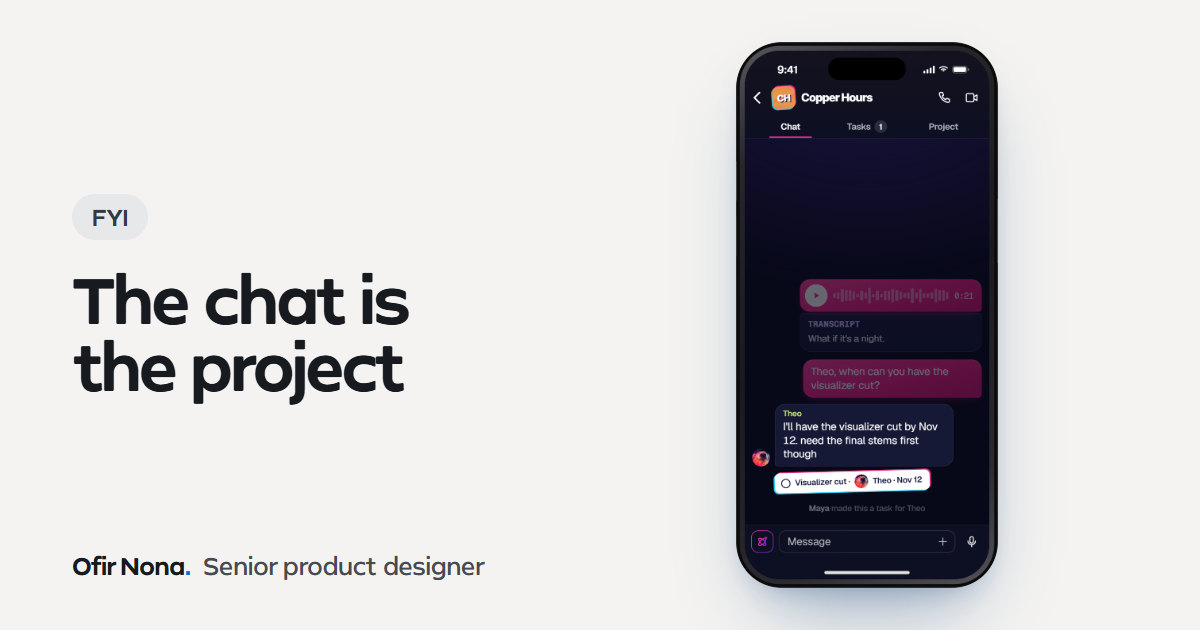 FYI
The chat is
the project
Ofir Nona. Senior product designer
9:41
CH Copper Hours
Chat Tasks 1 Project
0:21
TRANSCRIPT
What if it's a night.
Theo, when can you have the
visualizer cut?
Theo
I'll have the visualizer cut by Nov
12. need the final stems first
though
Visualizer cut · Theo · Nov 12
Maya made this a task for Theo
Message